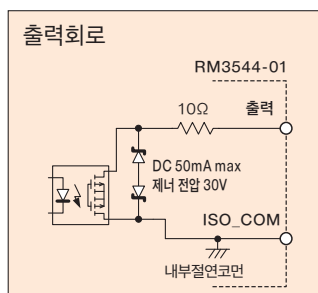 출력회로
RM3544-01
10Ω
출력
DC 50mA max
제너 전압 30V
ISO_COM
내부절연코먼